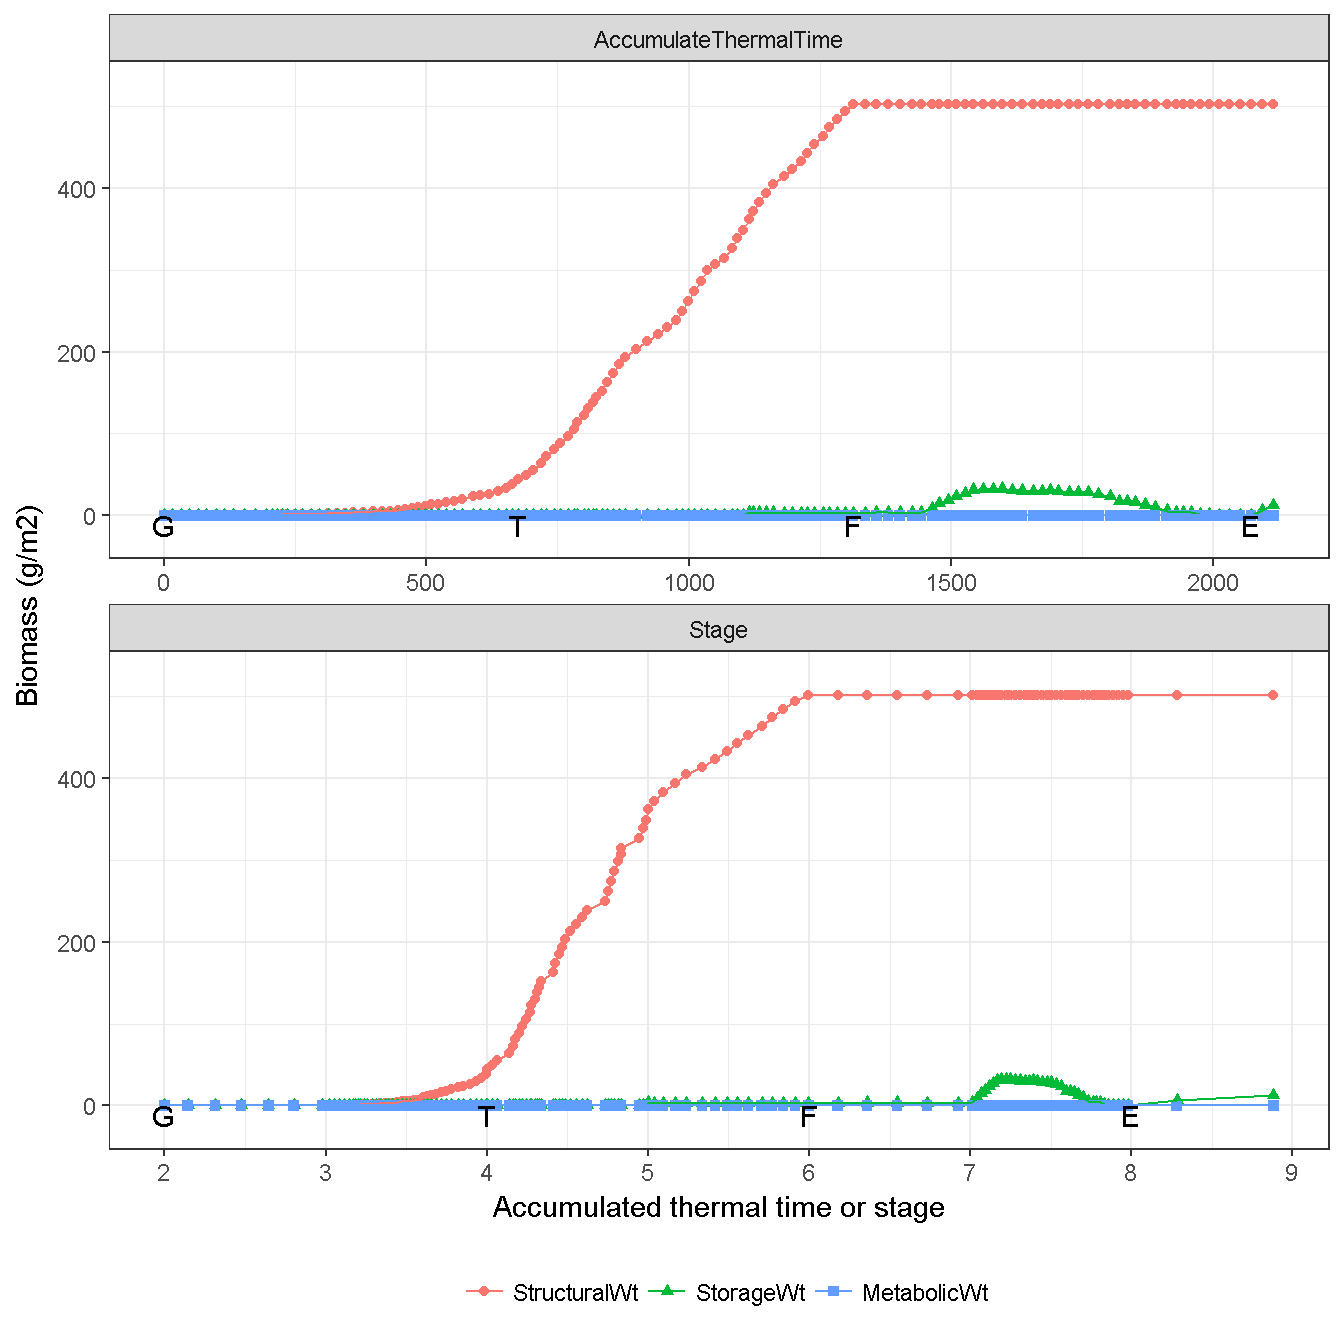 AccumulateThermalTime
400
200
0
G T F E
0 500 1000 1500 2000
Biomass (g/m2)
Stage
400
200
0
G T F E
2 3 4 5 6 7 8 9
Accumulated thermal time or stage
StructuralWt StorageWt MetabolicWt